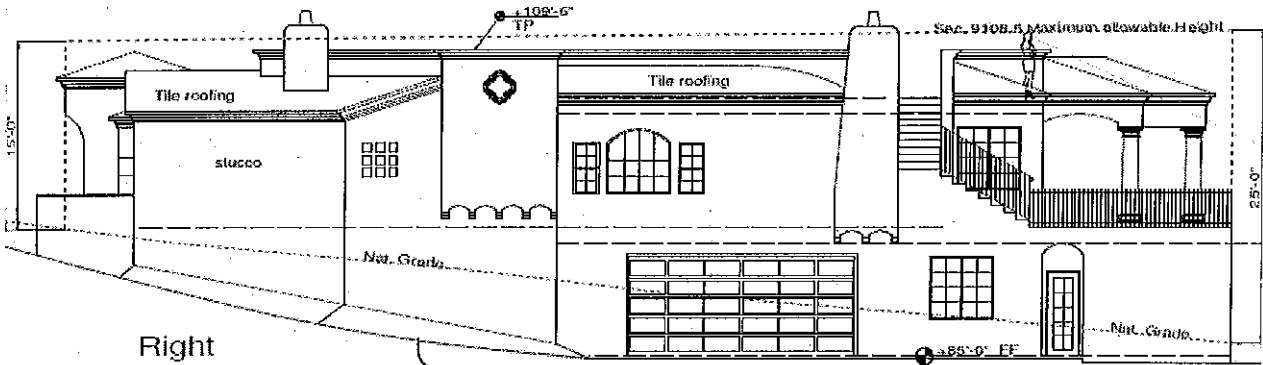 +109'-6"
TP
Sec. 9108.5 Maximum allowable Height
Tile roofing
Tile roofing
15'-0"
stucco
25'-0"
Nat. Grade
Nat. Grade
Right
+85'-0" FF